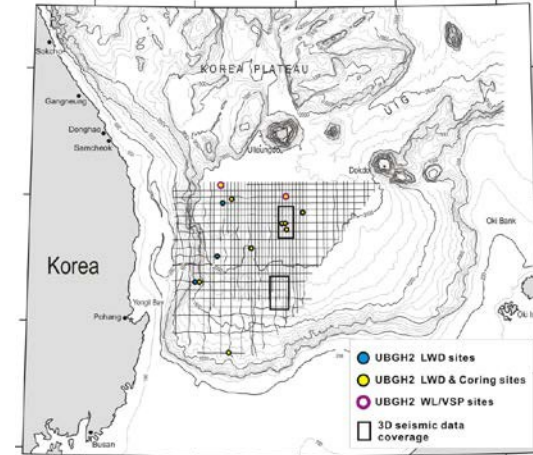 Sokcho
KOREA PLATEAU
Gangneung
UIG
Donghae
Samcheok
Ulleungdo
Dokdo
Oki Bank
Korea
Yongil Bay
Pohang
UBGH2 LWD sites
UBGH2 LWD & Coring sites
UBGH2 WL/VSP sites
3D seismic data
coverage
Busan